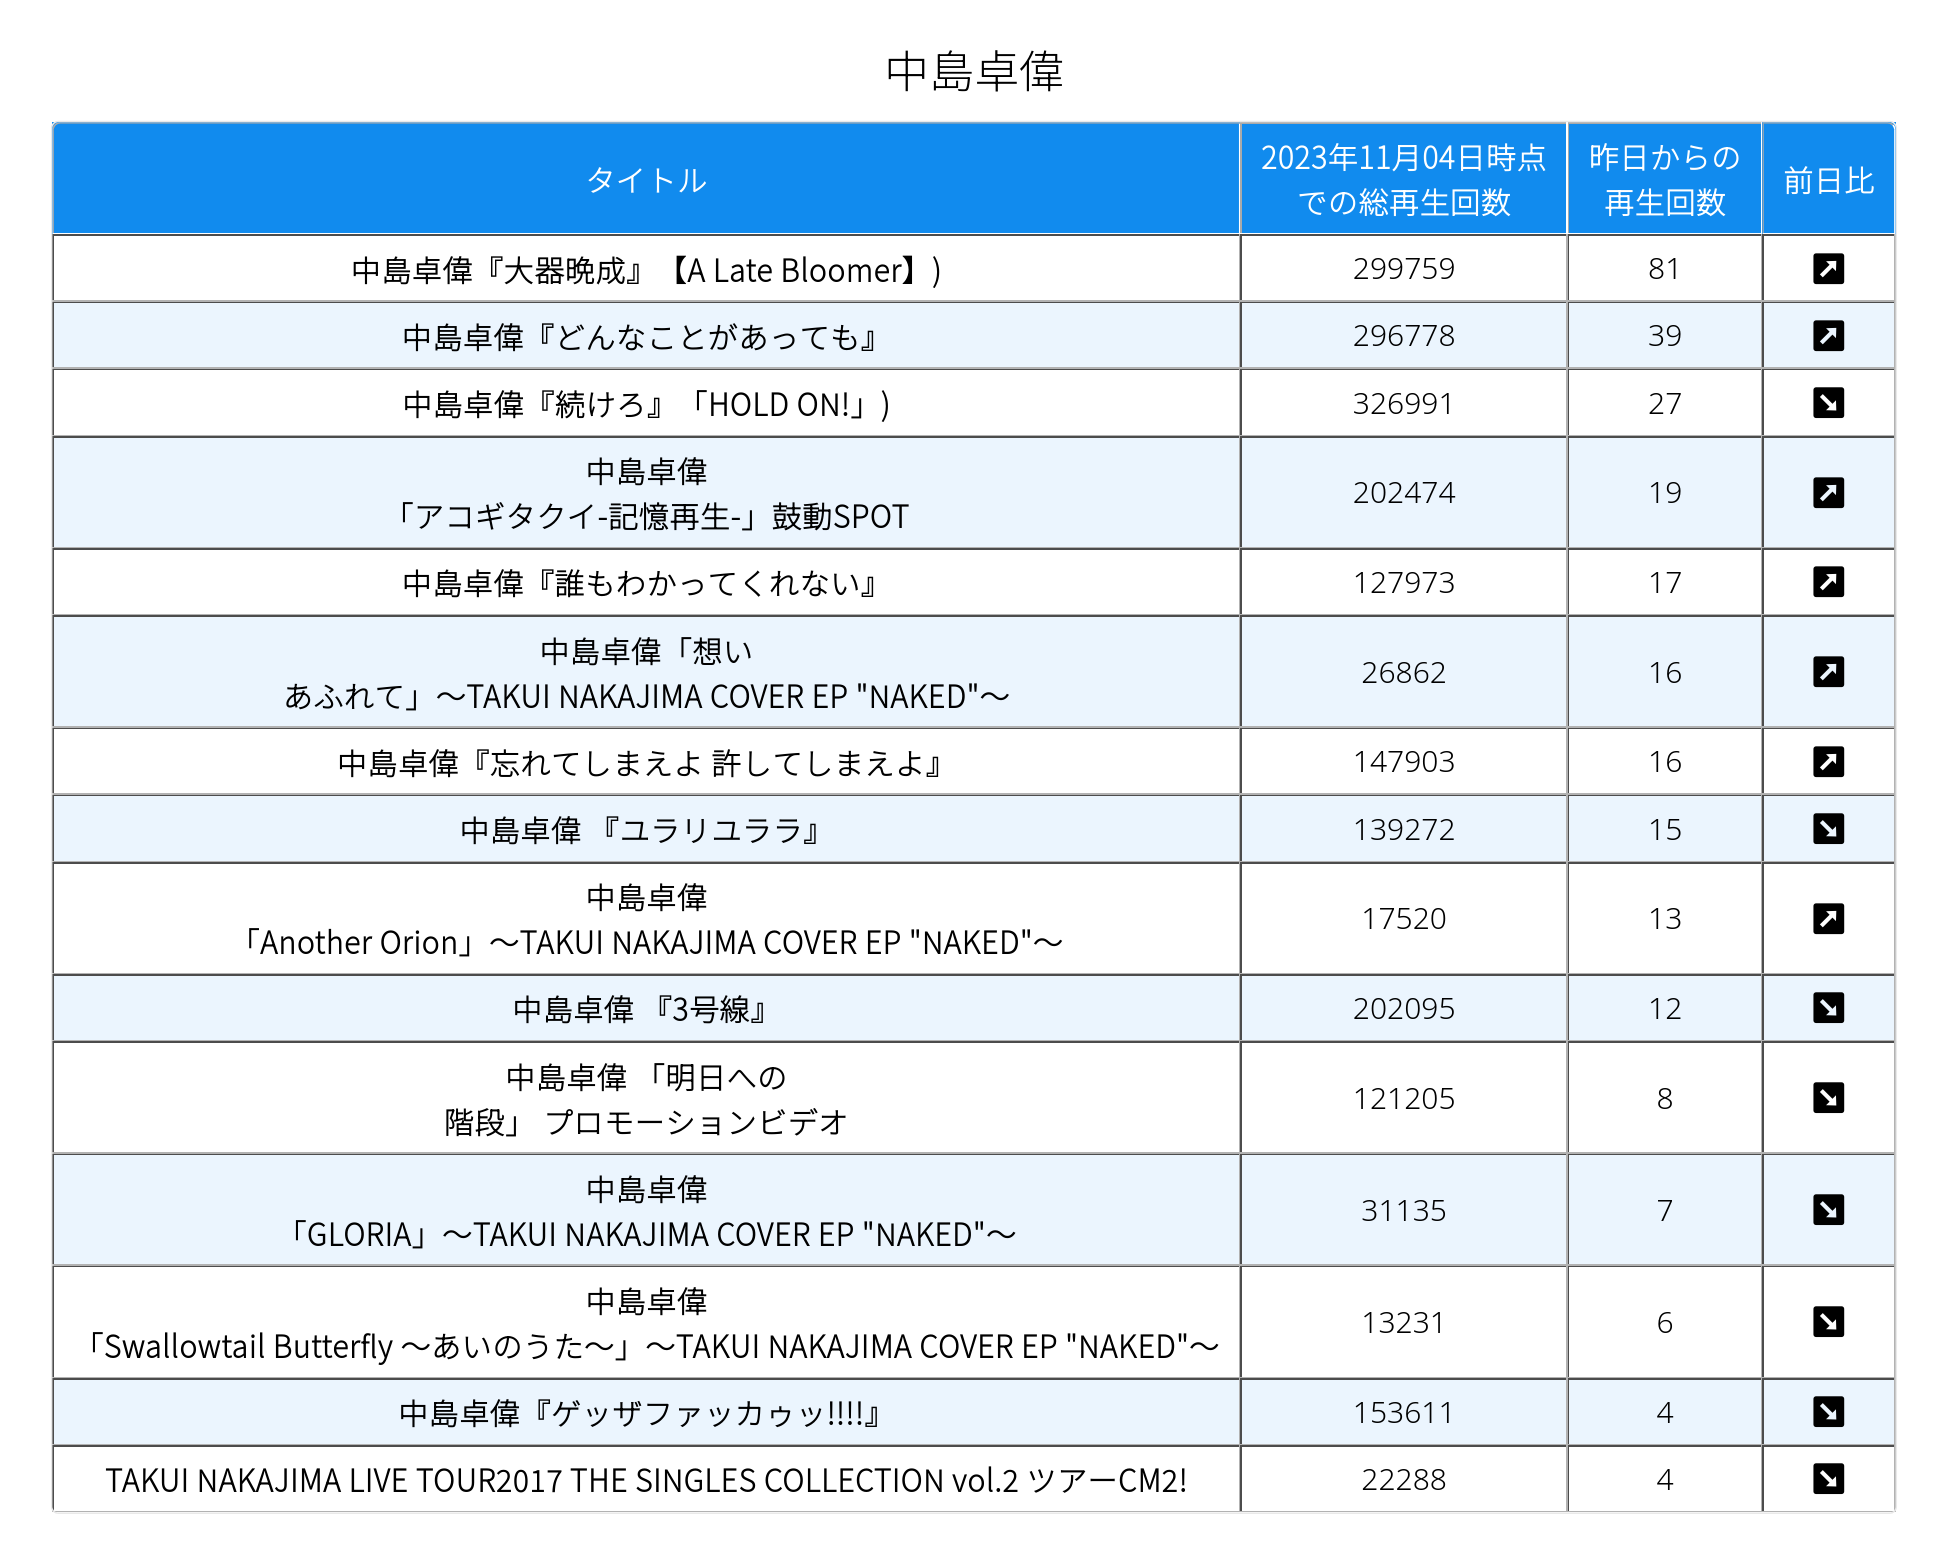 中島卓偉
タイトル
2023年11月04日時点
での総再生回数
昨日からの
再生回数
前日比
中島卓偉『大器晩成』【A Late Bloomer】)
299759
81
中島卓偉『どんなことがあっても』
296778
39
中島卓偉『続けろ』「HOLD ON!」)
326991
27
中島卓偉
「アコギタクイ-記憶再生-」鼓動SPOT
202474
19
中島卓偉『誰もわかってくれない』
127973
17
中島卓偉「想い
あふれて」〜TAKUI NAKAJIMA COVER EP "NAKED"〜
26862
16
中島卓偉『忘れてしまえよ 許してしまえよ』
147903
16
中島卓偉 『ユラリユララ』
139272
15
中島卓偉
「Another Orion」〜TAKUI NAKAJIMA COVER EP "NAKED"〜
17520
13
中島卓偉 『3号線』
202095
12
中島卓偉 「明日への
階段」 プロモーションビデオ
121205
8
中島卓偉
「GLORIA」〜TAKUI NAKAJIMA COVER EP "NAKED"〜
31135
7
中島卓偉
「Swallowtail Butterfly 〜あいのうた〜」〜TAKUI NAKAJIMA COVER EP "NAKED"〜
13231
6
中島卓偉『ゲッザファッカゥッ!!!!』
153611
4
TAKUI NAKAJIMA LIVE TOUR2017 THE SINGLES COLLECTION vol.2 ツアーCM2!
22288
4